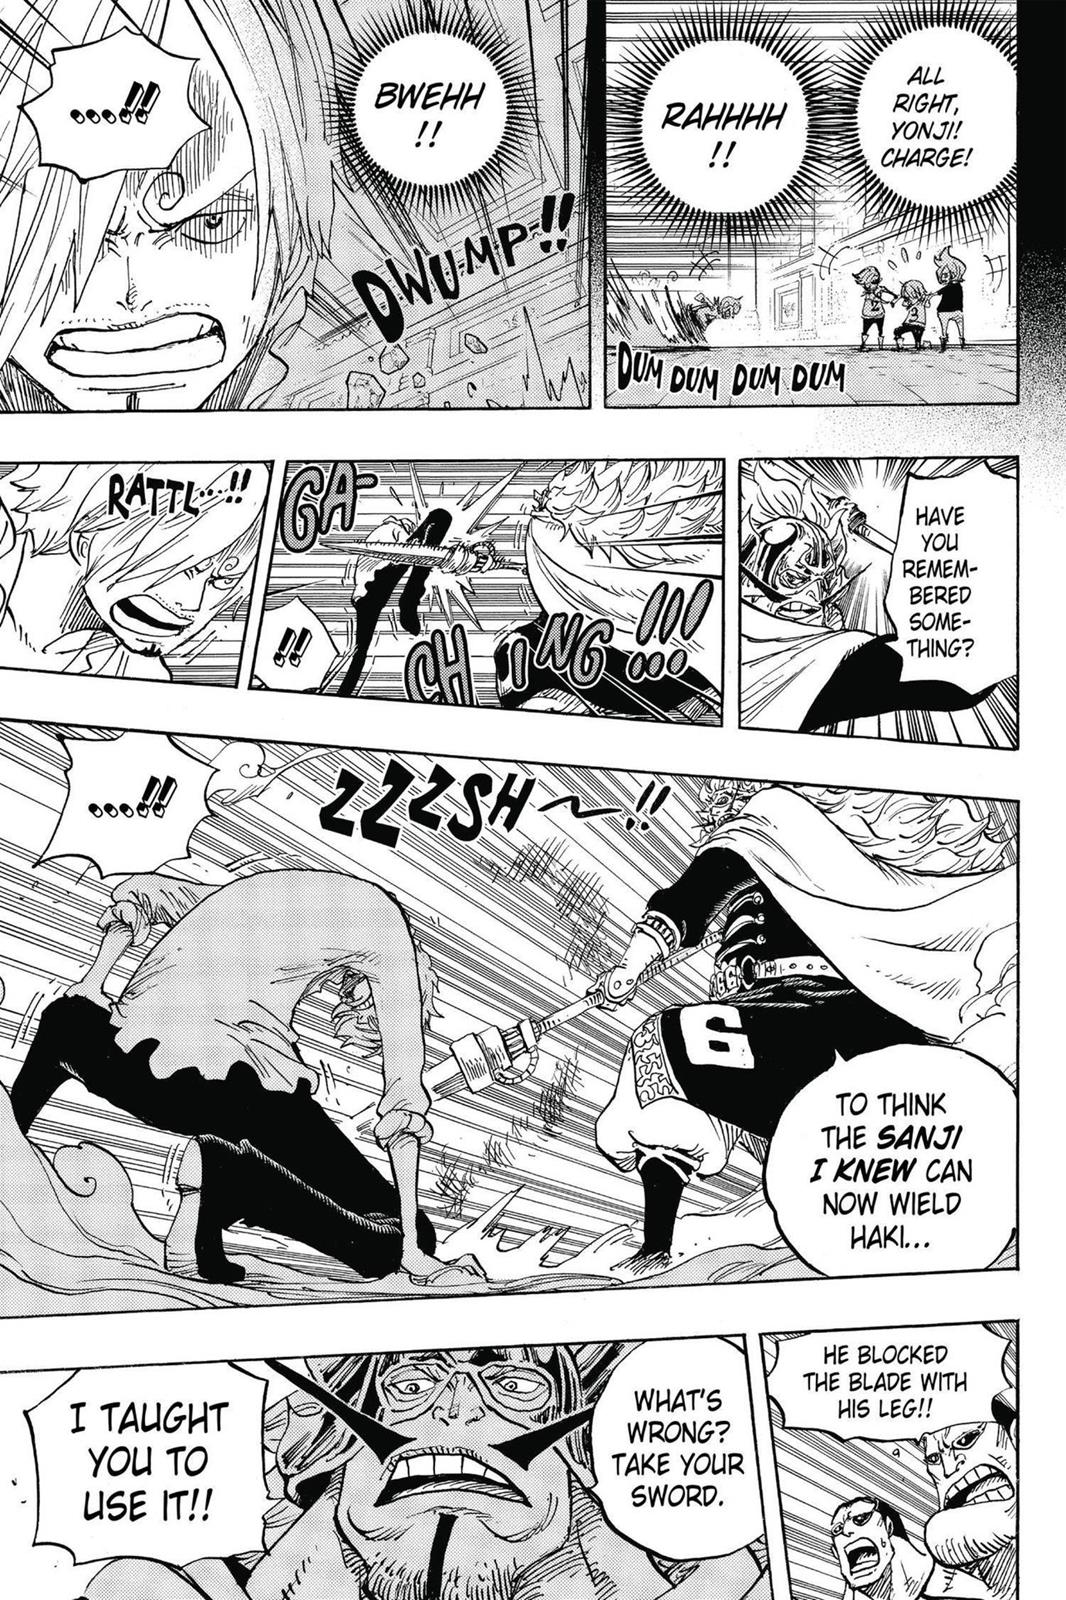 ALL
RIGHT,
YONJI!
CHARGE!
RAHHHH
!!
DUM DUM DUM DUM
BWEHH
!!
DWUMP!!
....!!
HAVE
YOU
REMEM-
BERED
SOME-
THING?
GA-
CHING!!!
!!
RATTL...!!
....!!
ZZZSH~!!
6
TO THINK
THE SANJI
I KNEW CAN
NOW WIELD
HAKI...
HE BLOCKED
THE BLADE WITH
HIS LEG!!
WHAT'S
WRONG?
TAKE YOUR
SWORD.
I TAUGHT
YOU TO
USE IT!!